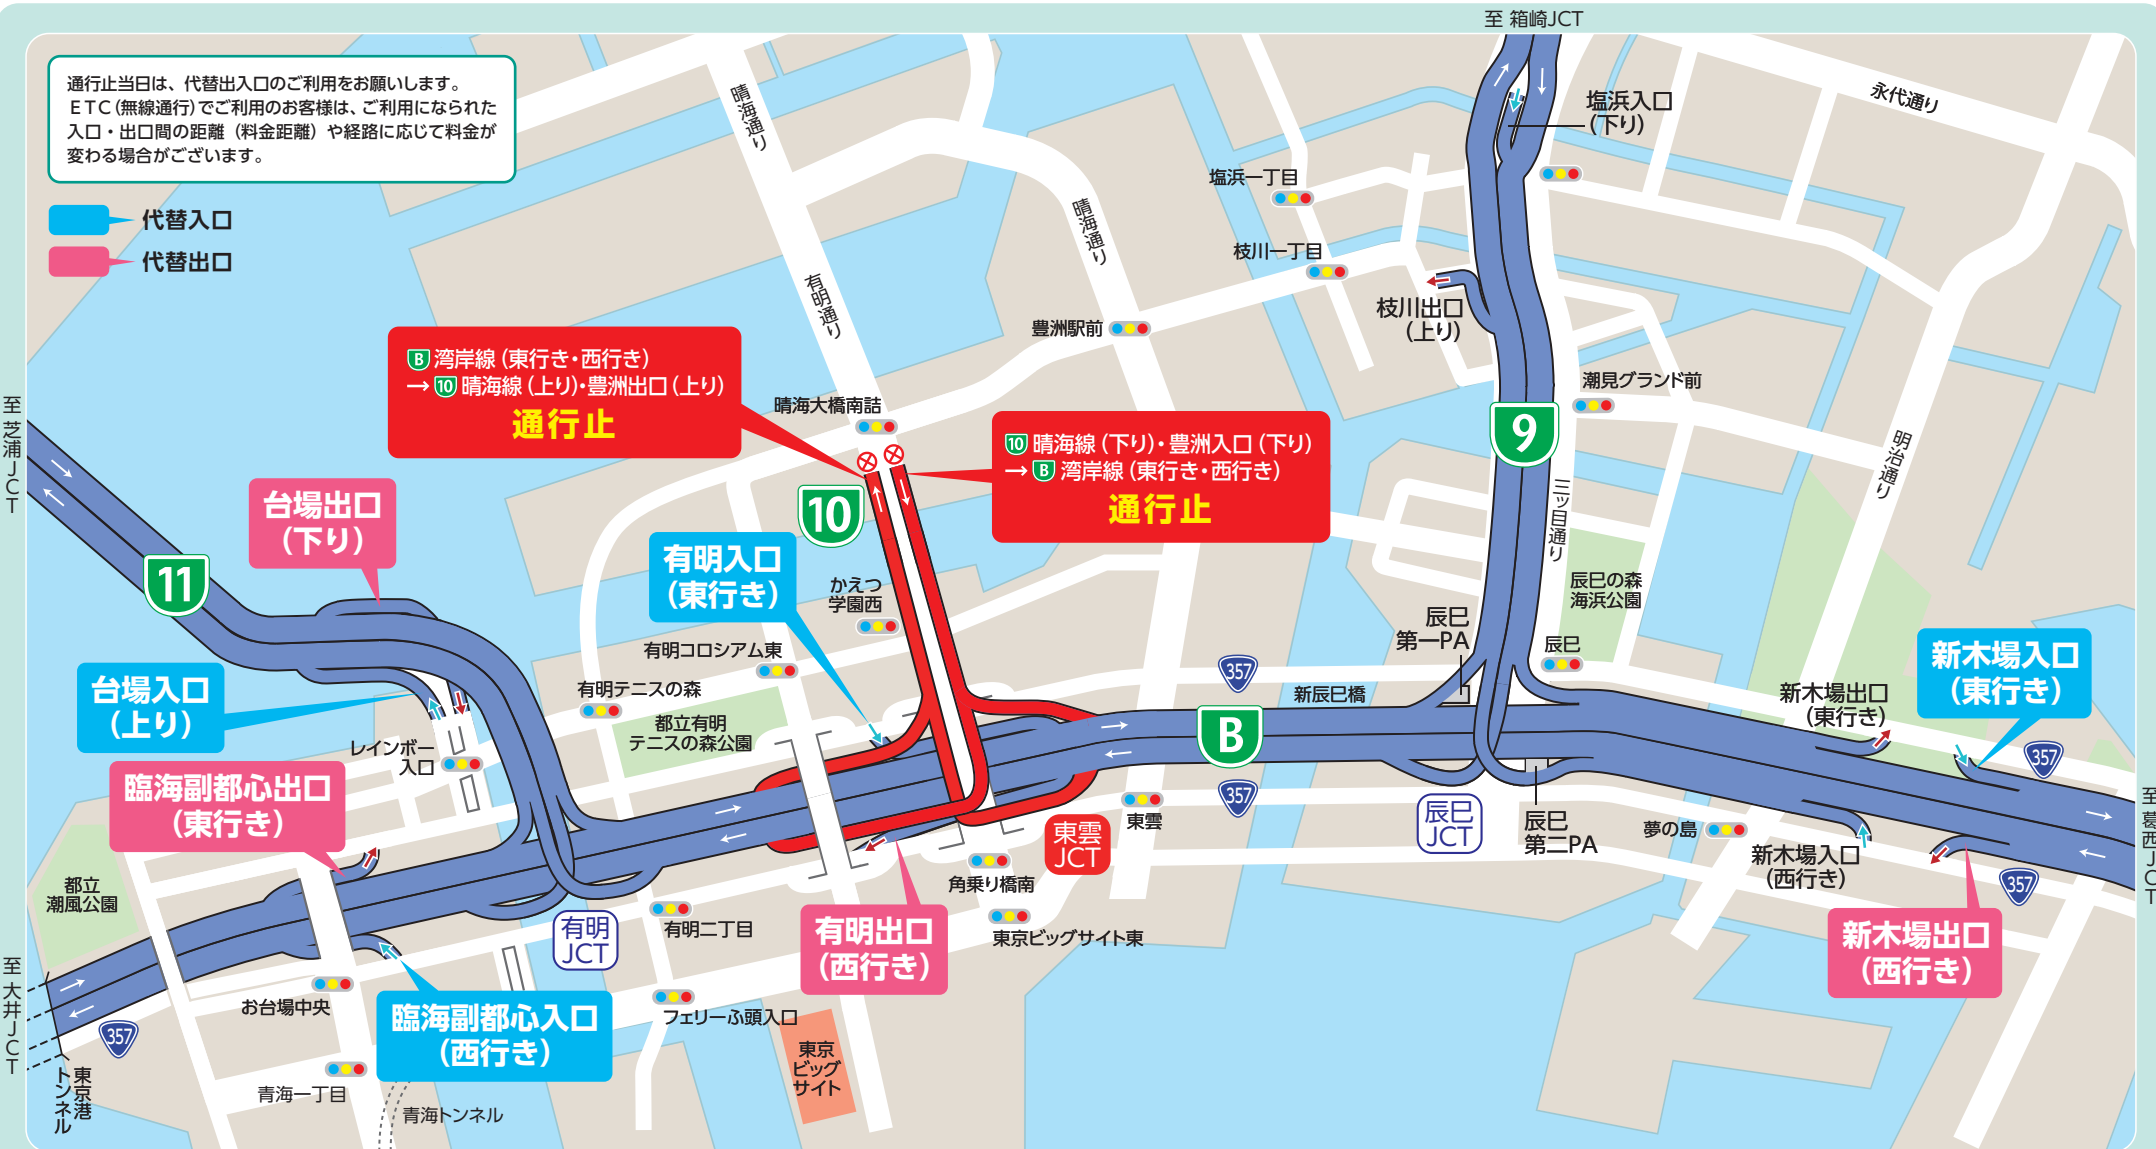 至 箱崎JCT
通行止当日は、代替出入口のご利用をお願いします。
ETC(無線通行)でご利用のお客様は、ご利用になられた
入口・出口間の距離(料金距離)や経路に応じて料金が
変わる場合がございます。
代替入口
代替出口
晴海通り
有明通り
晴海通り
永代通り
塩浜入口
(下り)
塩浜一丁目
枝川一丁目
枝川出口
(上り)
豊洲駅前
潮見グランド前
B 湾岸線(東行き・西行き)
→ 10 晴海線(上り)・豊洲出口(上り)
通行止
晴海大橋南詰
10 晴海線(下り)・豊洲入口(下り)
→ B 湾岸線(東行き・西行き)
通行止
9
明治通り
三ッ目通り
至 芝浦JCT
11
台場出口
(下り)
10
有明入口
(東行き)
かえつ
学園西
辰巳の森
海浜公園
辰巳
第一PA
辰巳
台場入口
(上り)
有明コロシアム東
有明テニスの森
都立有明
テニスの森公園
357
新辰巳橋
B
357
新木場出口
(東行き)
新木場入口
(東行き)
357
レインボー
入口
臨海副都心出口
(東行き)
東雲
JCT
東雲
辰巳
JCT
辰巳
第二PA
夢の島
新木場入口
(西行き)
357
新木場出口
(西行き)
至 葛西JCT
都立
潮風公園
有明
JCT
有明二丁目
有明出口
(西行き)
角乗り橋南
東京ビッグサイト東
至 大井JCT
お台場中央
臨海副都心入口
(西行き)
フェリーふ頭入口
東京
ビッグ
サイト
357
東京港
トンネル
青海一丁目
青海トンネル